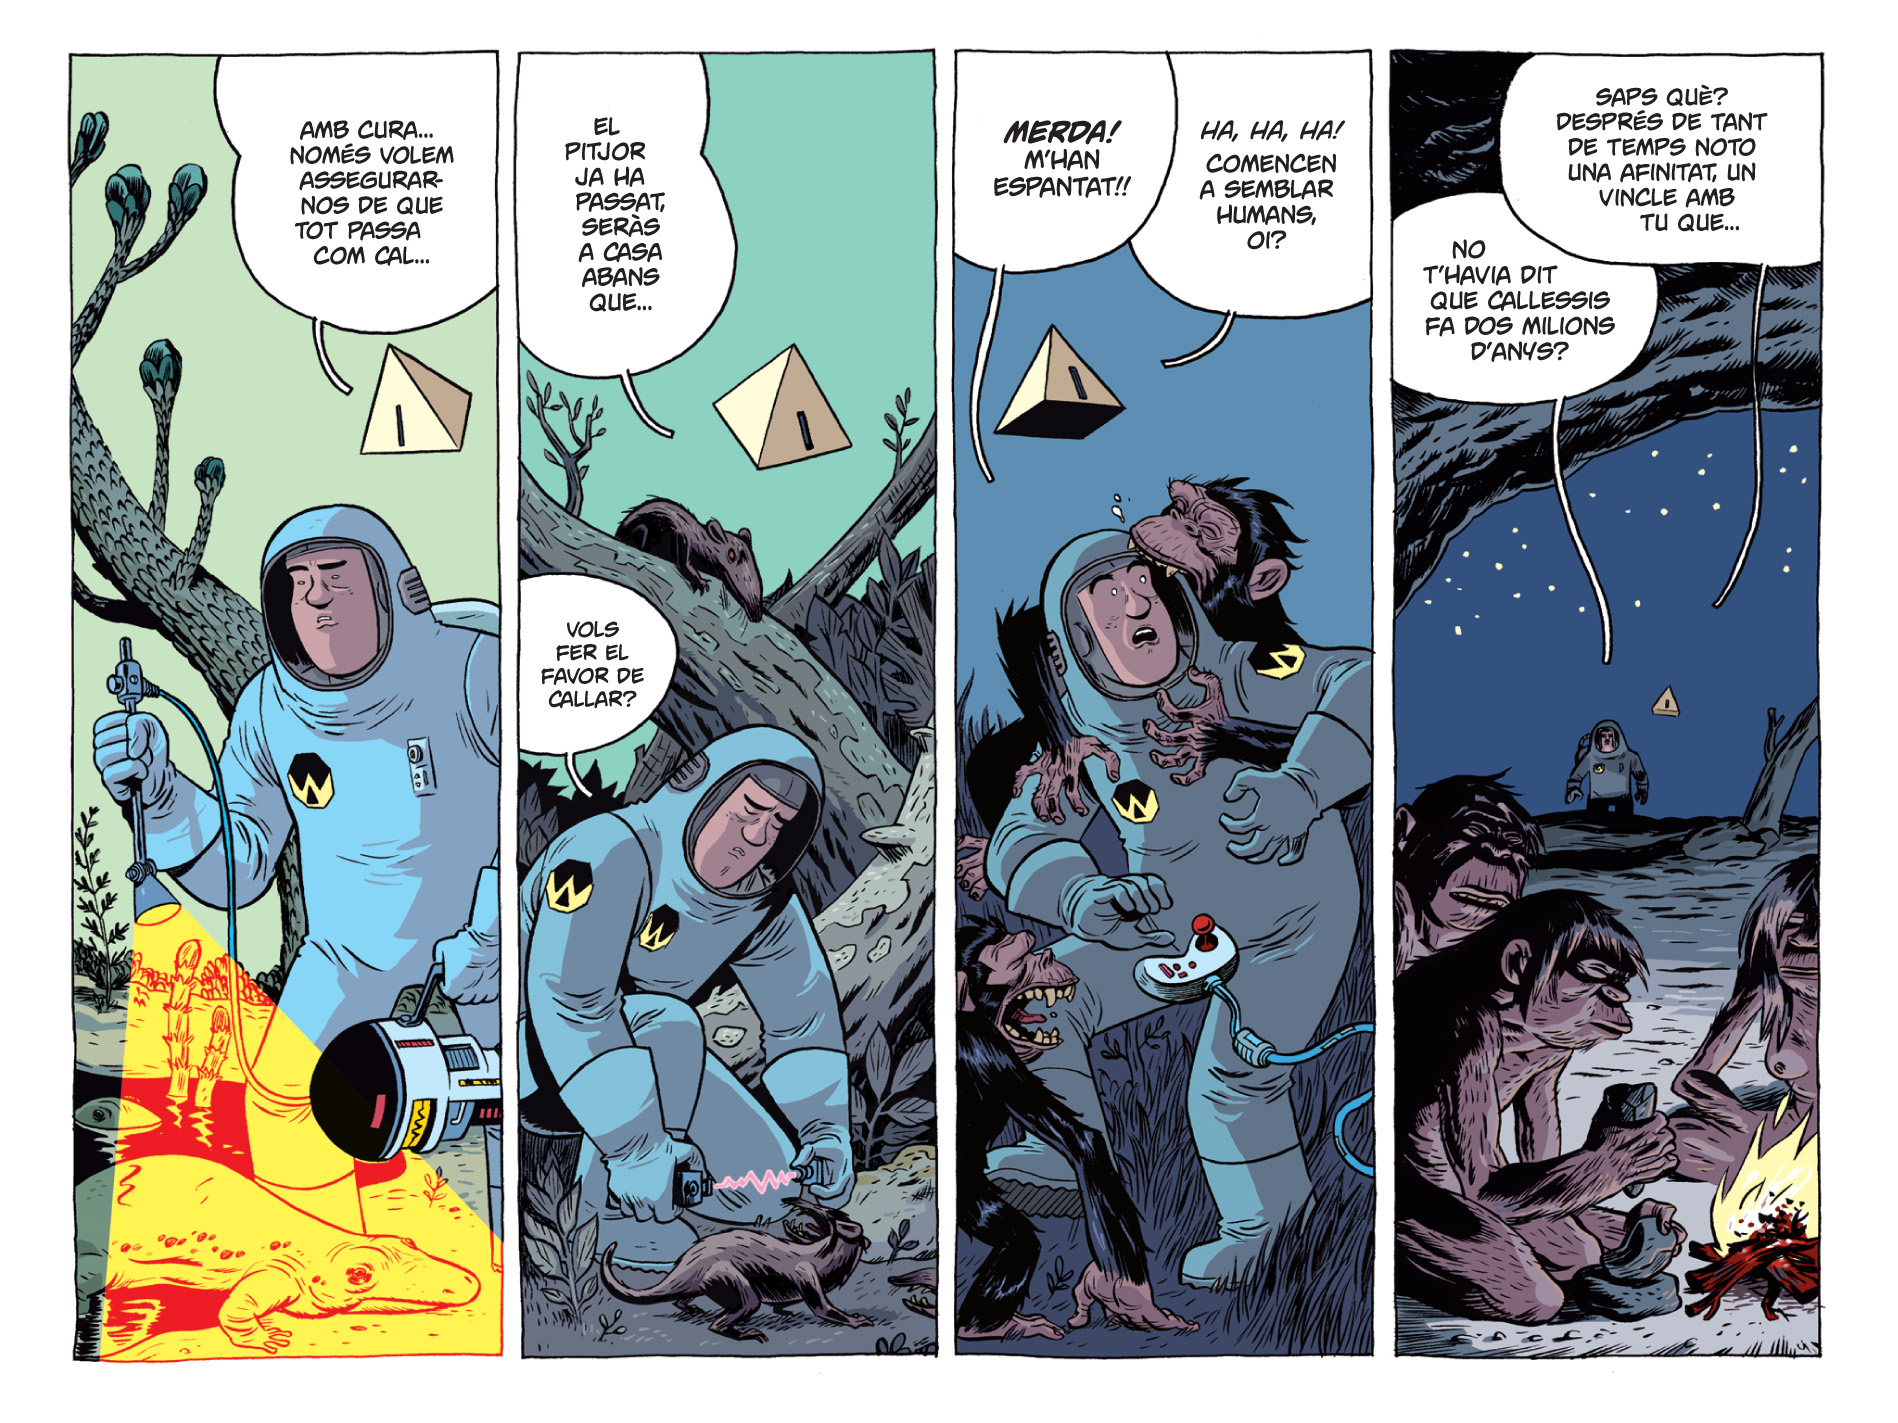 AMB CURA...
NOMÉS VOLEM
ASSEGURAR-
NOS DE QUE
TOT PASSA
COM CAL...
EL
PITJOR
JA HA
PASSAT,
SERÀS
A CASA
ABANS
QUE...
VOLS
FER EL
FAVOR DE
CALLAR?
MERDA!
M'HAN
ESPANTAT!!
HA, HA, HA!
COMENCEN
A SEMBLAR
HUMANS,
OI?
SAPS QUÈ?
DESPRÉS DE TANT
DE TEMPS NOTO
UNA AFINITAT, UN
VINCLE AMB
TU QUE...
NO
T'HAVIA DIT
QUE CALLESSIS
FA DOS MILIONS
D'ANYS?